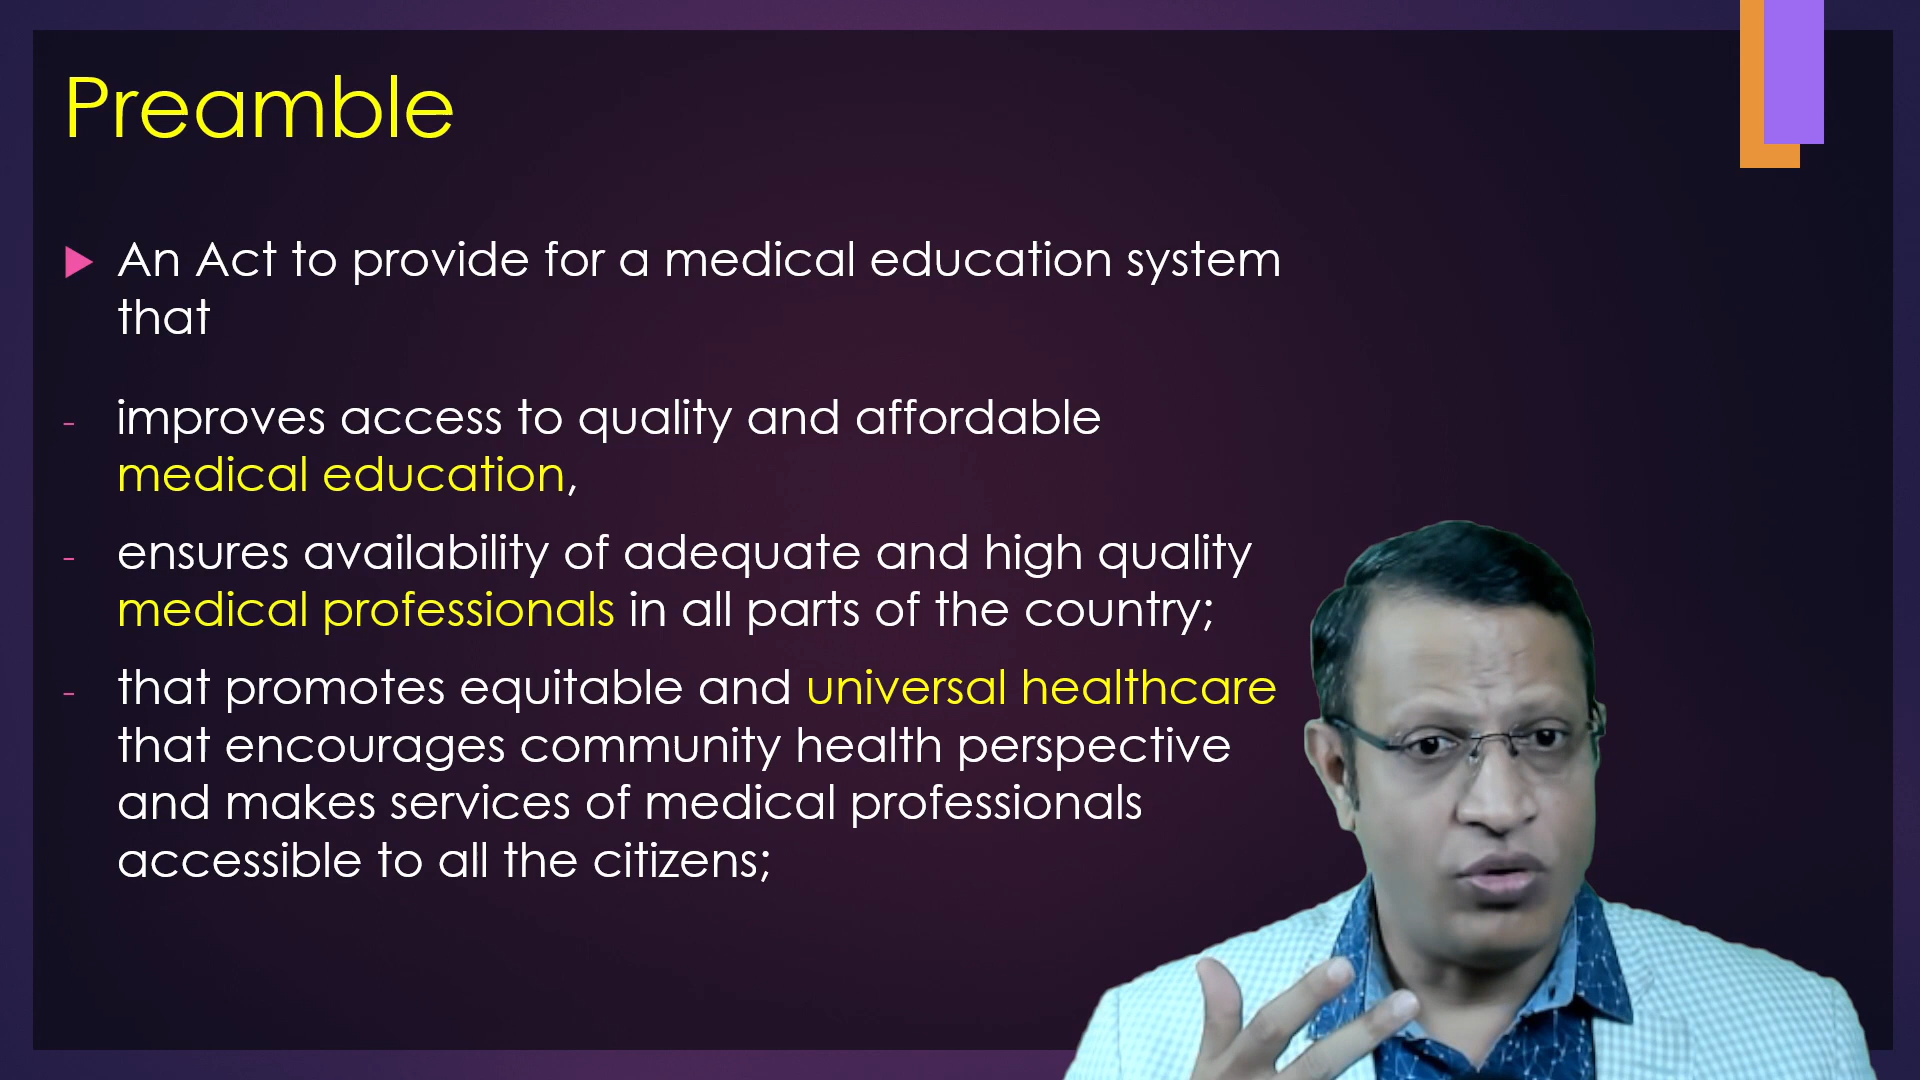 Preamble
An Act to provide for a medical education system
that
- improves access to quality and affordable
medical education,
- ensures availability of adequate and high quality
medical professionals in all parts of the country;
- that promotes equitable and universal healthcare
that encourages community health perspective
and makes services of medical professionals
accessible to all the citizens;